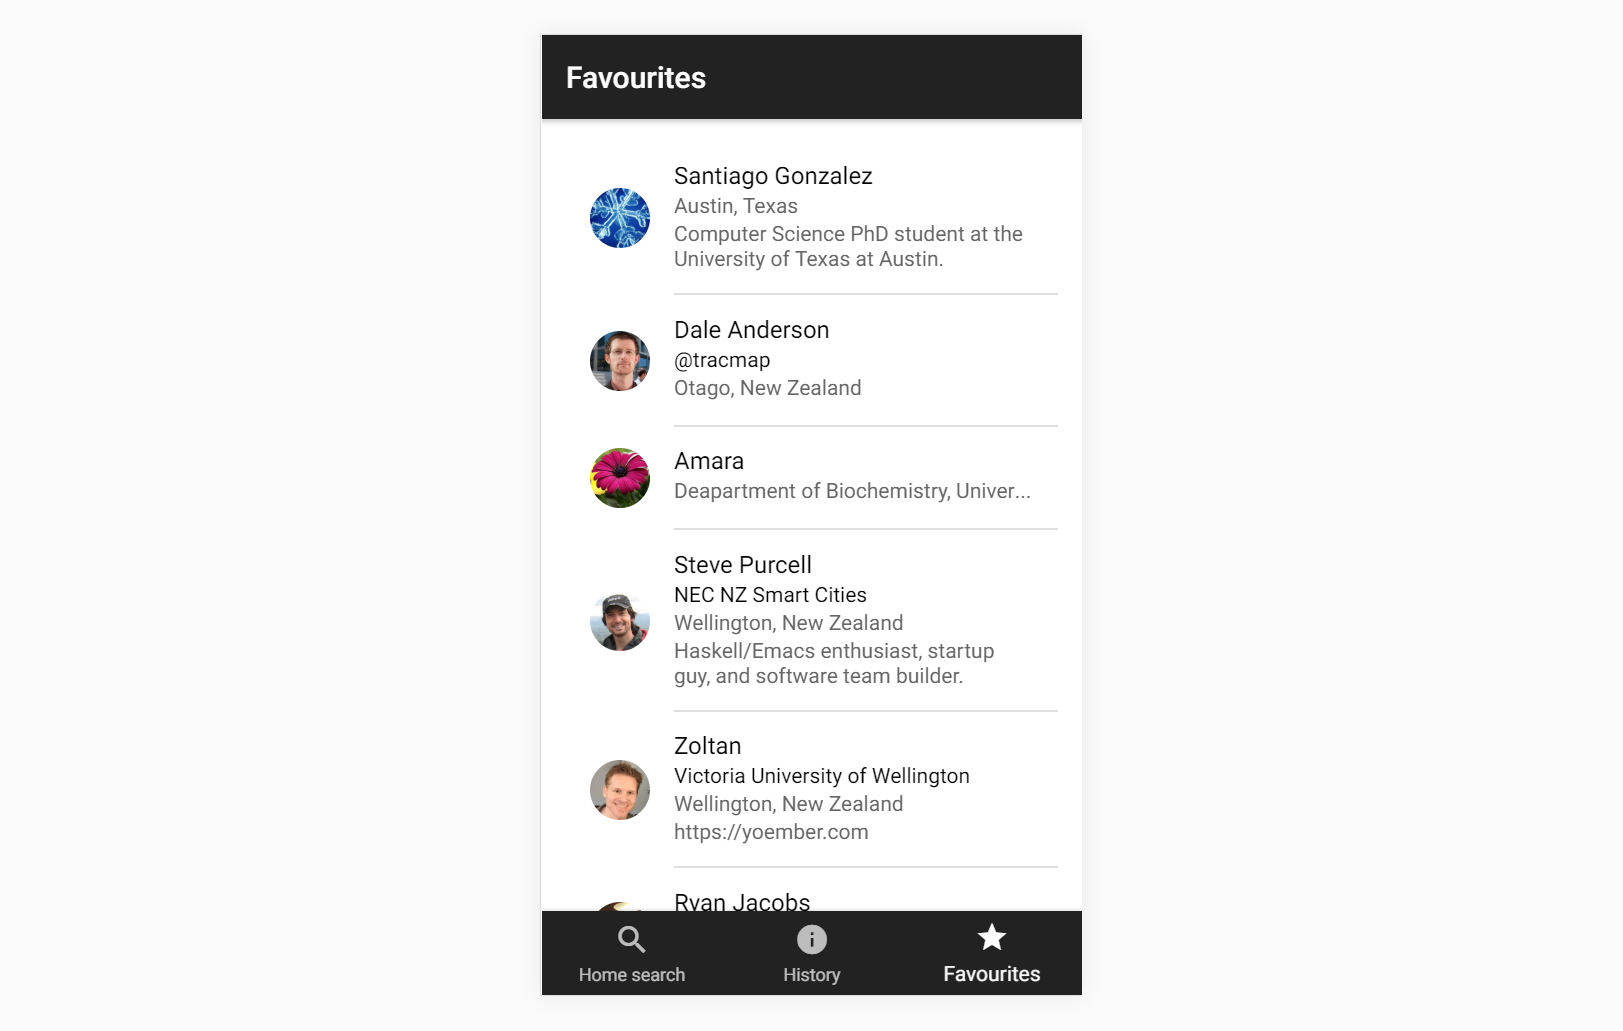 Favourites
Santiago Gonzalez
Austin, Texas
Computer Science PhD student at the
University of Texas at Austin.
Dale Anderson
@tracmap
Otago, New Zealand
Amara
Deapartment of Biochemistry, Univer...
Steve Purcell
NEC NZ Smart Cities
Wellington, New Zealand
Haskell/Emacs enthusiast, startup
guy, and software team builder.
Zoltan
Victoria University of Wellington
Wellington, New Zealand
https://yoember.com
Ryan Jacobs
Home search
History
Favourites